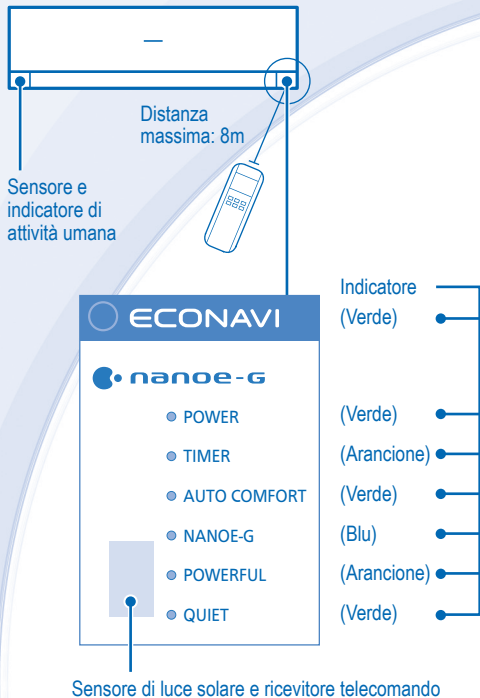 Distanza
massima: 8m
Sensore e
indicatore di
attività umana
Indicatore
ECONAVI
(Verde)
nanoe-G
POWER
(Verde)
TIMER
(Arancione)
AUTO COMFORT
(Verde)
NANOE-G
(Blu)
POWERFUL
(Arancione)
QUIET
(Verde)
Sensore di luce solare e ricevitore telecomando